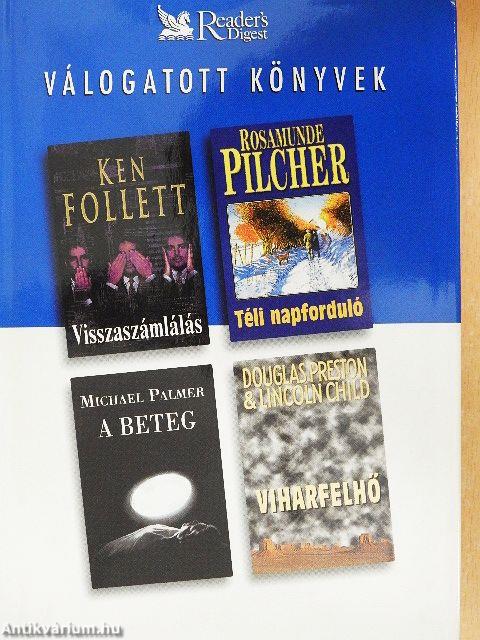 Reader's
Digest
VÁLOGATOTT KÖNYVEK
KEN
FOLLETT
Visszaszámlálás
ROSAMUNDE
PILCHER
Téli napforduló
MICHAEL PALMER
A BETEG
DOUGLAS PRESTON
& LINCOLN CHILD
VIHARFELHŐ
Antikvárium.hu